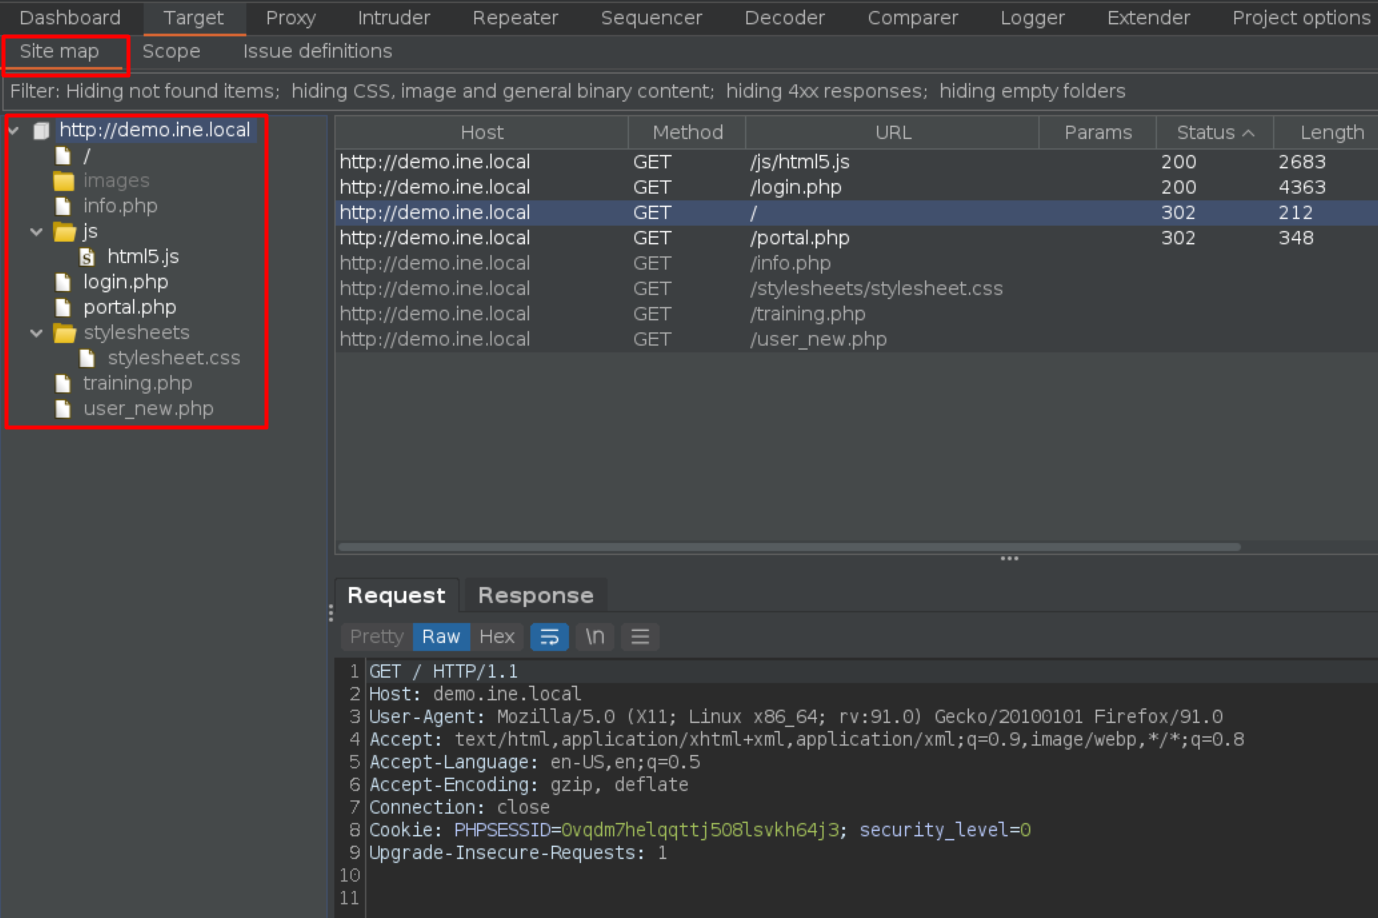 Dashboard Target Proxy Intruder Repeater Sequencer Decoder Comparer Logger Extender Project options
Site map Scope Issue definitions
Filter: Hiding not found items; hiding CSS, image and general binary content; hiding 4xx responses; hiding empty folders
http://demo.ine.local
/
images
info.php
js
html5.js
login.php
portal.php
stylesheets
stylesheet.css
training.php
user_new.php
Host Method URL Params Status Length
http://demo.ine.local GET /js/html5.js 200 2683
http://demo.ine.local GET /login.php 200 4363
http://demo.ine.local GET / 302 212
http://demo.ine.local GET /portal.php 302 348
http://demo.ine.local GET /info.php
http://demo.ine.local GET /stylesheets/stylesheet.css
http://demo.ine.local GET /training.php
http://demo.ine.local GET /user_new.php
Request Response
Pretty Raw Hex \n
1 GET / HTTP/1.1
2 Host: demo.ine.local
3 User-Agent: Mozilla/5.0 (X11; Linux x86_64; rv:91.0) Gecko/20100101 Firefox/91.0
4 Accept: text/html,application/xhtml+xml,application/xml;q=0.9,image/webp,*/*;q=0.8
5 Accept-Language: en-US,en;q=0.5
6 Accept-Encoding: gzip, deflate
7 Connection: close
8 Cookie: PHPSESSID=0vqdm7helqqttj508lsvkh64j3; security_level=0
9 Upgrade-Insecure-Requests: 1
10
11